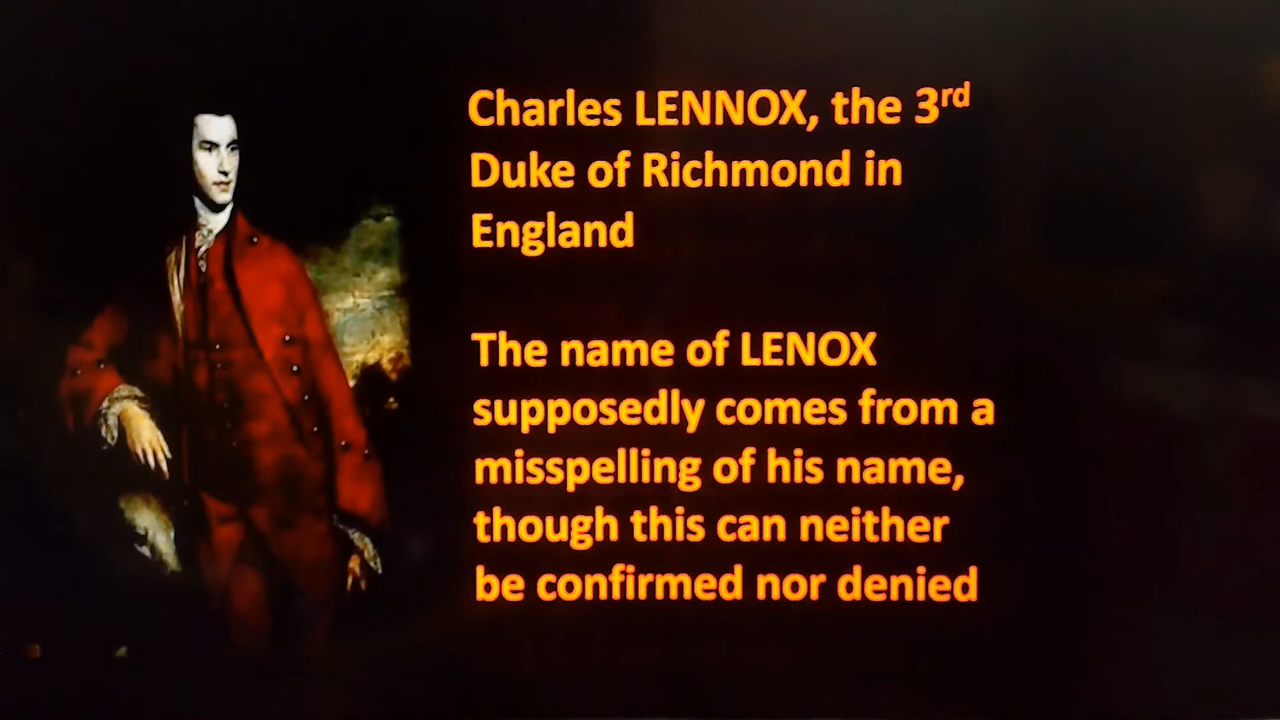 Charles LENNOX, the 3rd
Duke of Richmond in
England
The name of LENOX
supposedly comes from a
misspelling of his name,
though this can neither
be confirmed nor denied